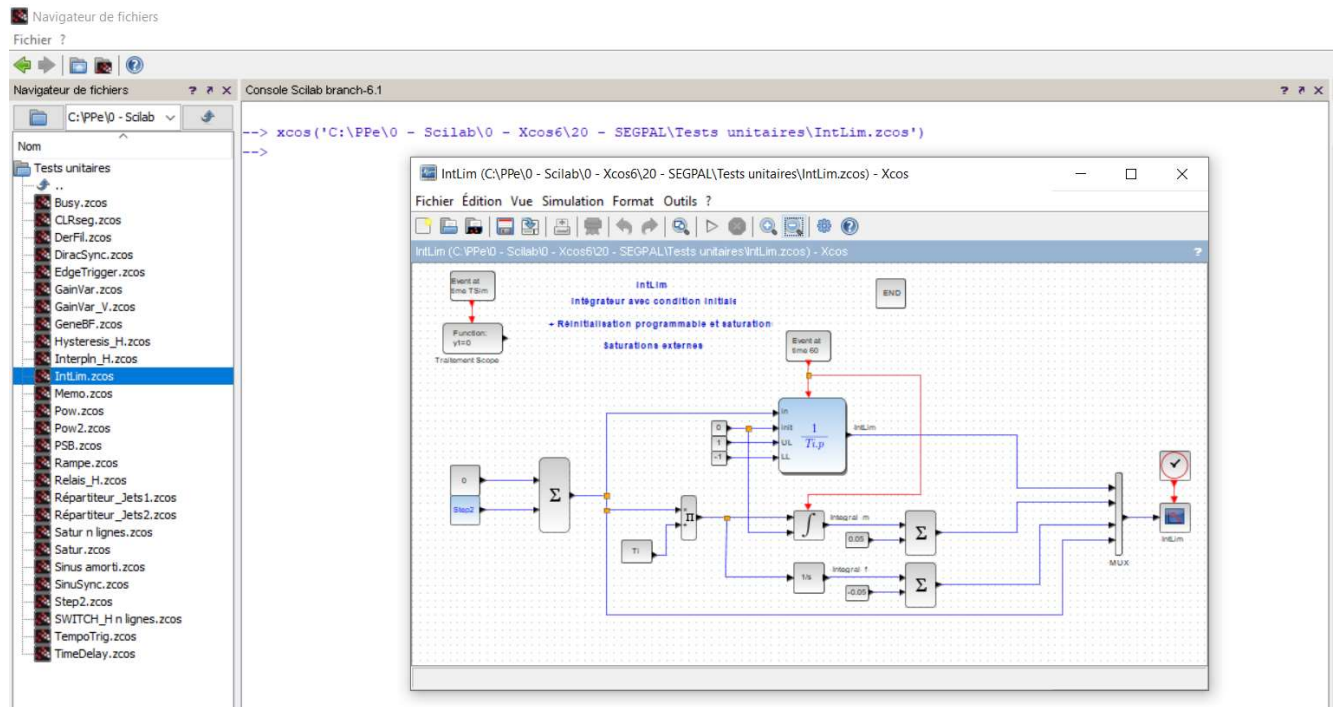 Navigateur de fichiers
Fichier ?
Navigateur de fichiers ? ↗ X
Console Scilab branch-6.1 ? ↗ X
C:\PPe\0 - Scilab
Nom
Tests unitaires
..
Busy.zcos
CLRseg.zcos
DerFil.zcos
DiracSync.zcos
EdgeTrigger.zcos
GainVar.zcos
GainVar_V.zcos
GeneBF.zcos
Hysteresis_H.zcos
Interpln_H.zcos
IntLim.zcos
Memo.zcos
Pow.zcos
Pow2.zcos
PSB.zcos
Rampe.zcos
Relais_H.zcos
Répartiteur_Jets1.zcos
Répartiteur_Jets2.zcos
Satur n lignes.zcos
Satur.zcos
Sinus amorti.zcos
SinuSync.zcos
Step2.zcos
SWITCH_H n lignes.zcos
TempoTrig.zcos
TimeDelay.zcos
--> xcos('C:\PPe\0 - Scilab\0 - Xcos6\20 - SEGPAL\Tests unitaires\IntLim.zcos')
-->
IntLim (C:\PPe\0 - Scilab\0 - Xcos6\20 - SEGPAL\Tests unitaires\IntLim.zcos) - Xcos
Fichier Édition Vue Simulation Format Outils ?
IntLim (C:\PPe\0 - Scilab\0 - Xcos6\20 - SEGPAL\Tests unitaires\IntLim.zcos) - Xcos ?
Event at
time TSim
Function:
y1=0
Traitement Scope
IntLim
Intégrateur avec condition initiale
+ Réinitialisation programmable et saturation
Saturations externes
END
Event at
time 60
In
Init
UL
LL
1
Ti.p
IntLim
0
1
-1
0
Step2
Σ
Π
Ti
∫
Integral m
0.05
Σ
1/s
Integral f
-0.05
Σ
MUX
IntLim